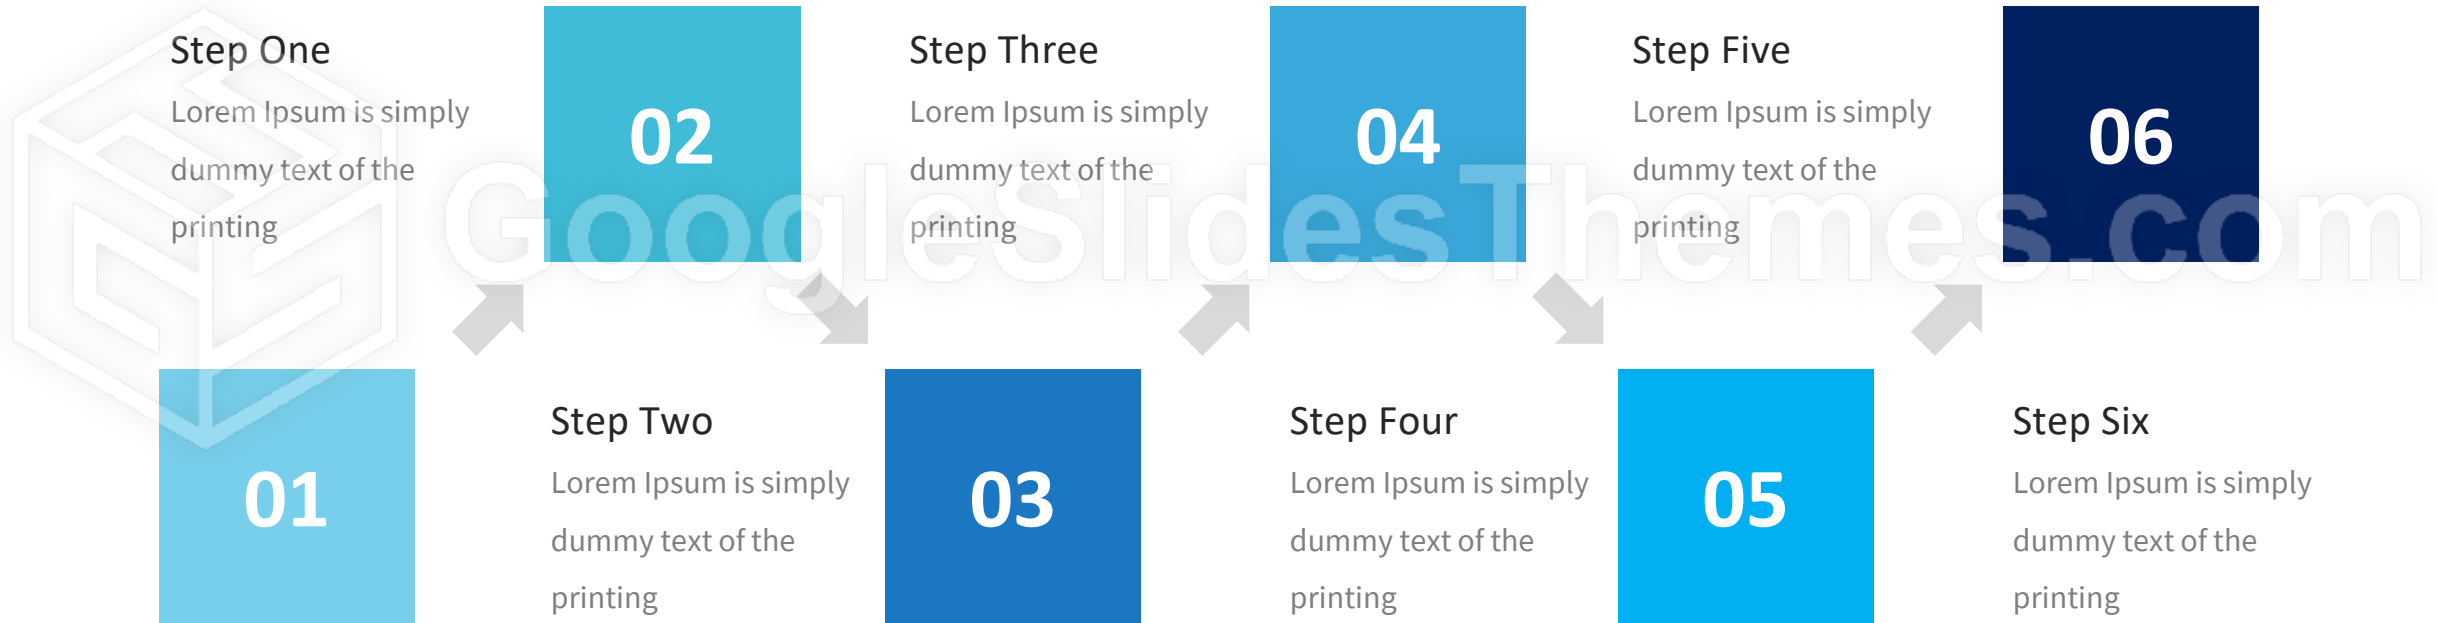 Step One
Lorem Ipsum is simply
dummy text of the
printing
01
02
Step Two
Lorem Ipsum is simply
dummy text of the
printing
Step Three
Lorem Ipsum is simply
dummy text of the
printing
03
04
Step Four
Lorem Ipsum is simply
dummy text of the
printing
Step Five
Lorem Ipsum is simply
dummy text of the
printing
05
06
Step Six
Lorem Ipsum is simply
dummy text of the
printing
GoogleSlidesThemes.com